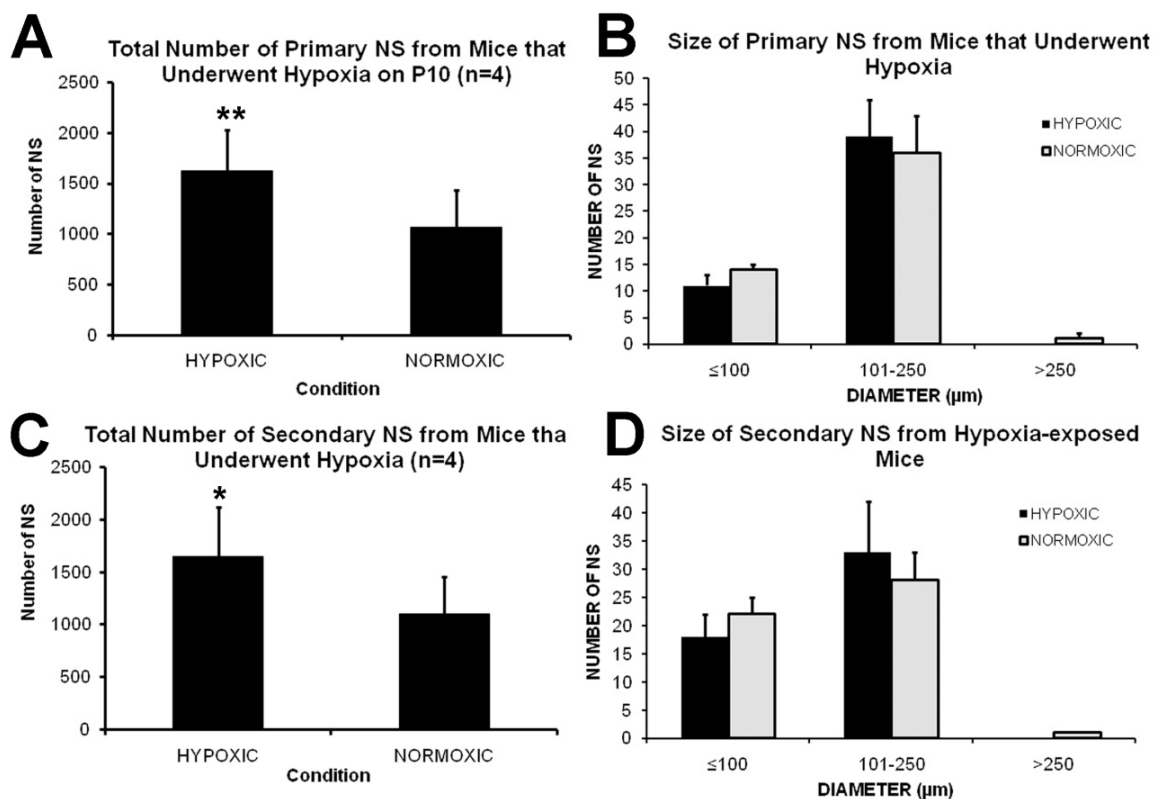 A
Total Number of Primary NS from Mice that
Underwent Hypoxia on P10 (n=4)
2500
2000
1500
1000
500
0
Number of NS
**
HYPOXIC
NORMOXIC
Condition
B
Size of Primary NS from Mice that Underwent
Hypoxia
50
45
40
35
30
25
20
15
10
5
0
NUMBER OF NS
HYPOXIC
NORMOXIC
≤100
101-250
>250
DIAMETER (µm)
C
Total Number of Secondary NS from Mice tha
Underwent Hypoxia (n=4)
2500
2000
1500
1000
500
0
Number of NS
*
HYPOXIC
NORMOXIC
Condition
D
Size of Secondary NS from Hypoxia-exposed
Mice
45
40
35
30
25
20
15
10
5
0
NUMBER OF NS
HYPOXIC
NORMOXIC
≤100
101-250
>250
DIAMETER (µm)